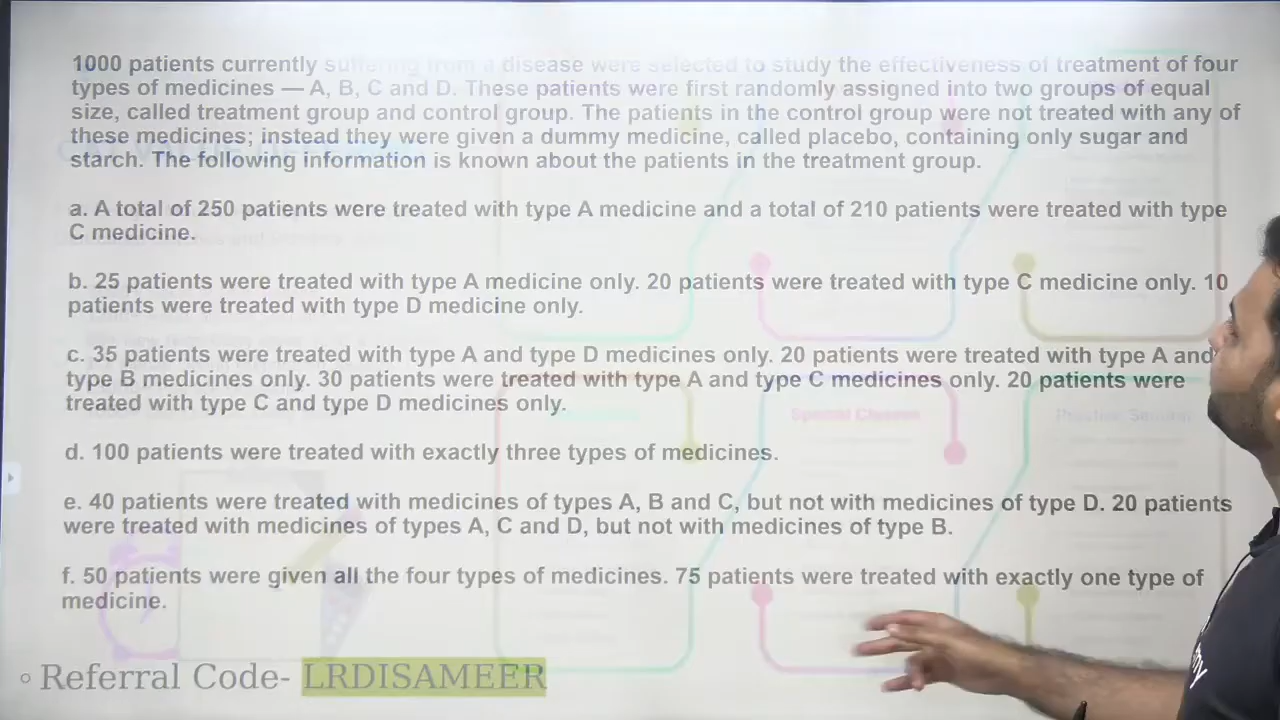 1000 patients currently suffering from a disease were selected to study the effectiveness of treatment of four
types of medicines — A, B, C and D. These patients were first randomly assigned into two groups of equal
size, called treatment group and control group. The patients in the control group were not treated with any of
these medicines; instead they were given a dummy medicine, called placebo, containing only sugar and
starch. The following information is known about the patients in the treatment group.
a. A total of 250 patients were treated with type A medicine and a total of 210 patients were treated with type
C medicine.
b. 25 patients were treated with type A medicine only. 20 patients were treated with type C medicine only. 10
patients were treated with type D medicine only.
c. 35 patients were treated with type A and type D medicines only. 20 patients were treated with type A and
type B medicines only. 30 patients were treated with type A and type C medicines only. 20 patients were
treated with type C and type D medicines only.
Special Classes
d. 100 patients were treated with exactly three types of medicines.
e. 40 patients were treated with medicines of types A, B and C, but not with medicines of type D. 20 patients
were treated with medicines of types A, C and D, but not with medicines of type B.
f. 50 patients were given all the four types of medicines. 75 patients were treated with exactly one type of
medicine.
◦ Referral Code- LRDISAMEER